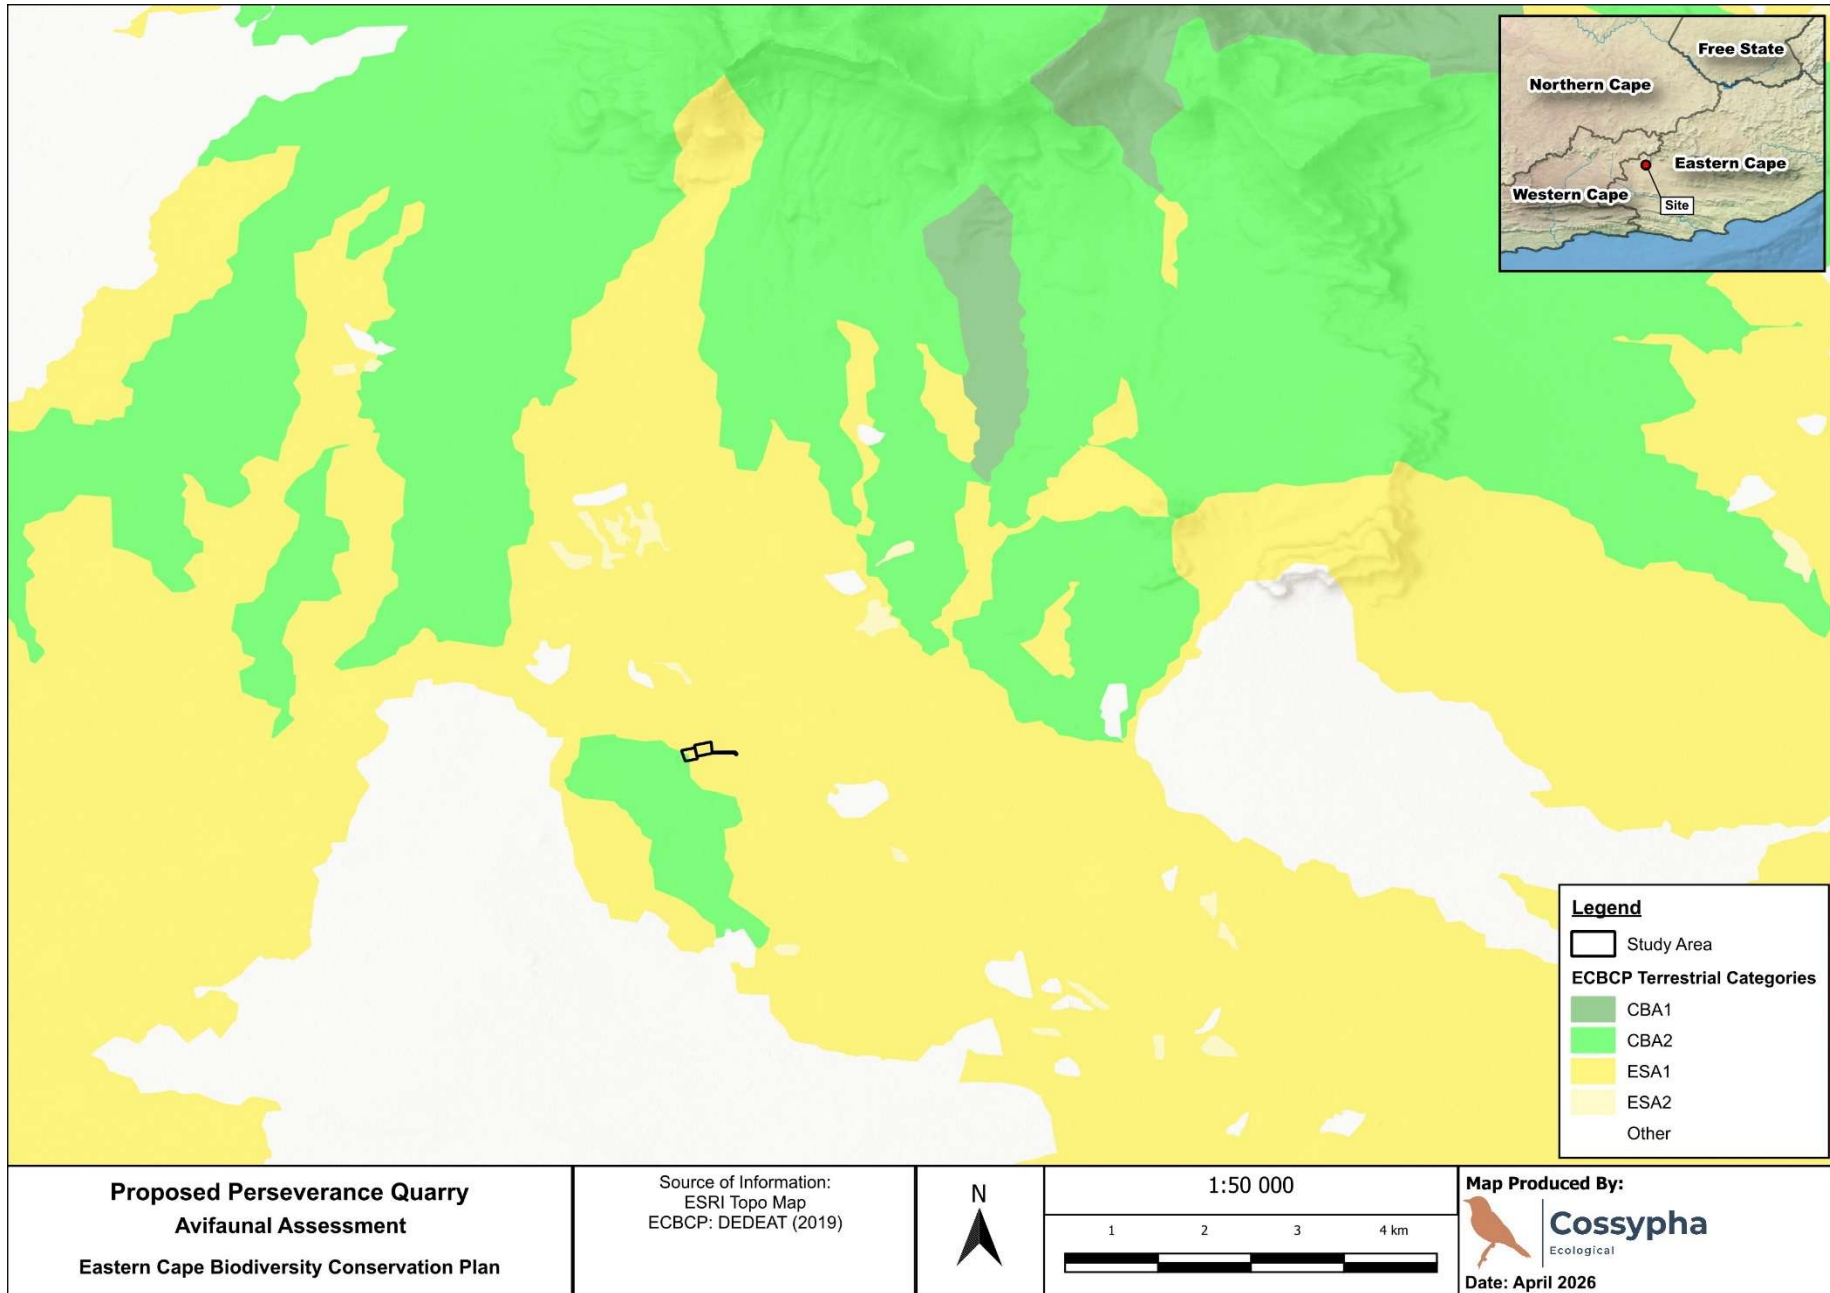 Free State
Northern Cape
Eastern Cape
Western Cape
Site
Legend
Study Area
ECBCP Terrestrial Categories
CBA1
CBA2
ESA1
ESA2
Other
Proposed Perseverance Quarry
Avifaunal Assessment
Eastern Cape Biodiversity Conservation Plan
Source of Information:
ESRI Topo Map
ECBCP: DEDEAT (2019)
N
1:50 000
1 2 3 4 km
Map Produced By:
Cossypha
Ecological
Date: April 2026